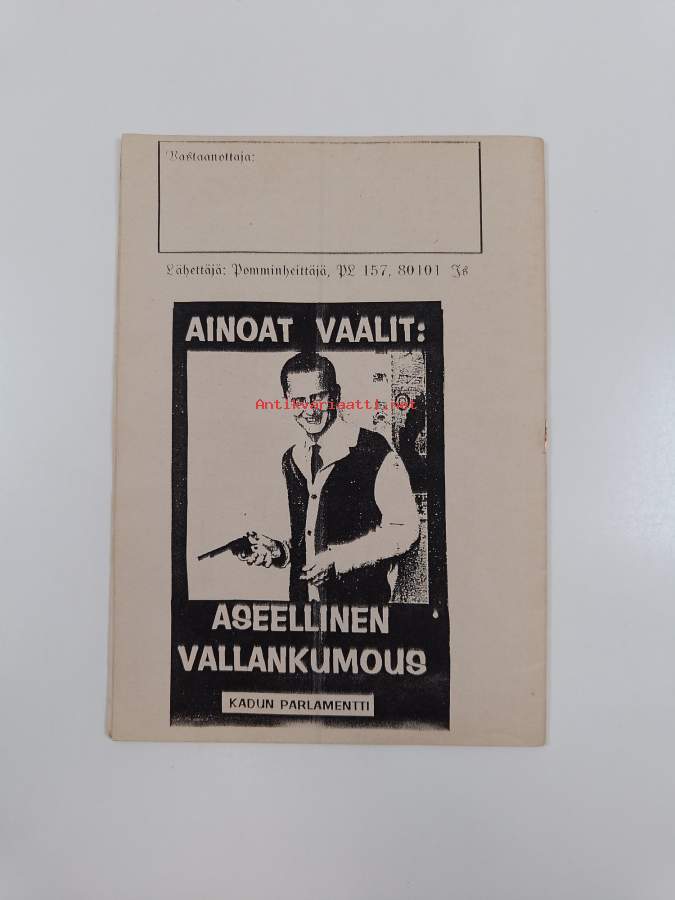 Vastaanottaja:
Lähettäjä: Pomminheittäjä, PL 157, 80101 Js
AINOAT VAALIT:
Antikvariaatti.net
ASEELLINEN
VALLANKUMOUS
KADUN PARLAMENTTI